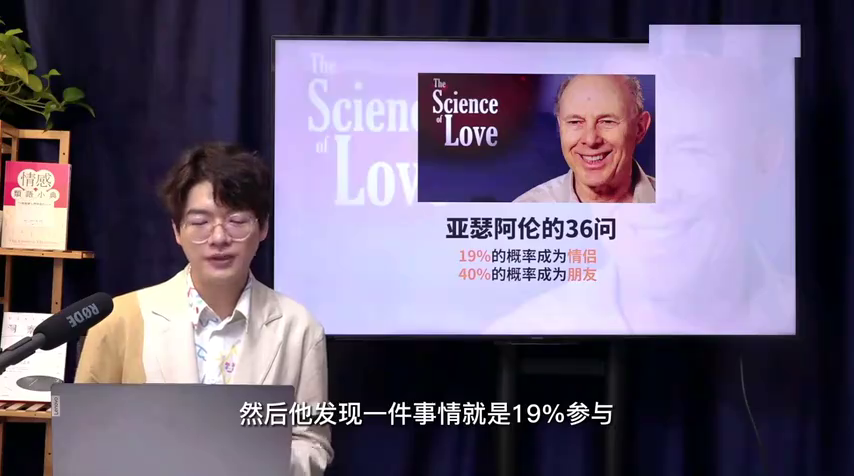 The
Science
of
Lov
The
Science
of
Love
亚瑟阿伦的36问
19%的概率成为情侣
40%的概率成为朋友
情感
RØDE
然后他发现一件事情就是19%参与